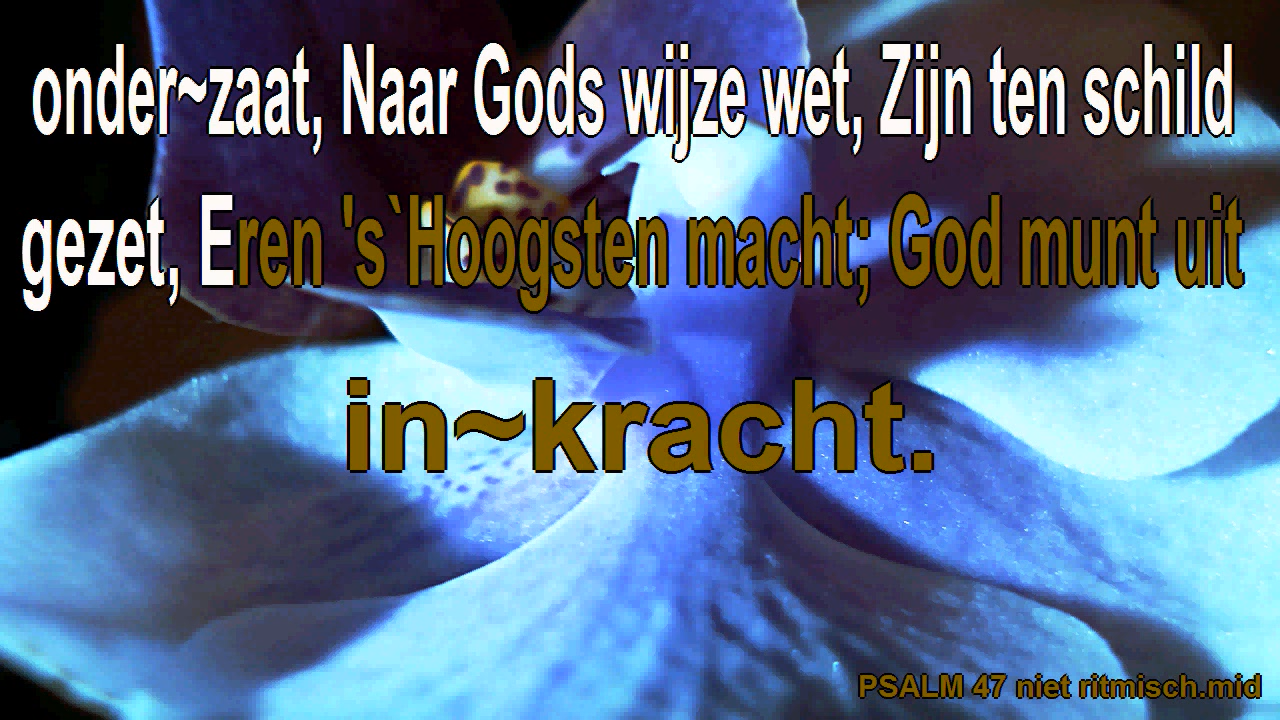 onder~zaat, Naar Gods wijze wet, Zijn ten schild
gezet, Eren 's`Hoogsten macht; God munt uit
in~kracht.
PSALM 47 niet ritmisch.mid